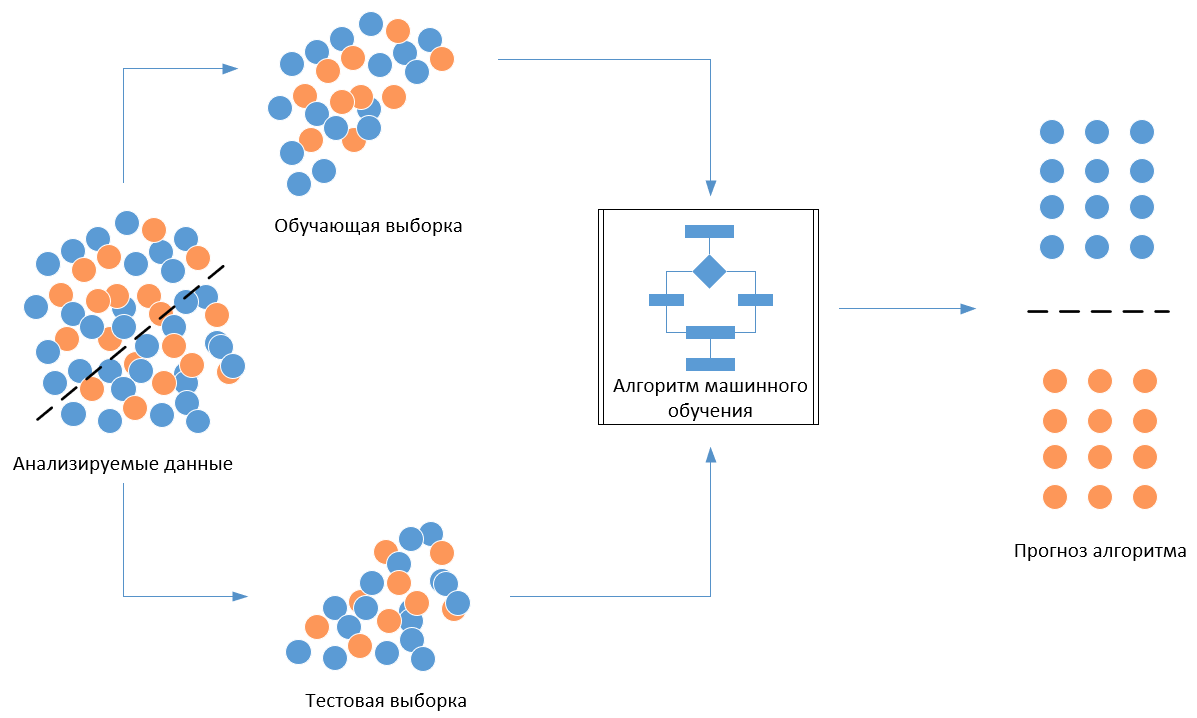 Обучающая выборка
Анализируемые данные
Алгоритм машинного
обучения
Прогноз алгоритма
Тестовая выборка